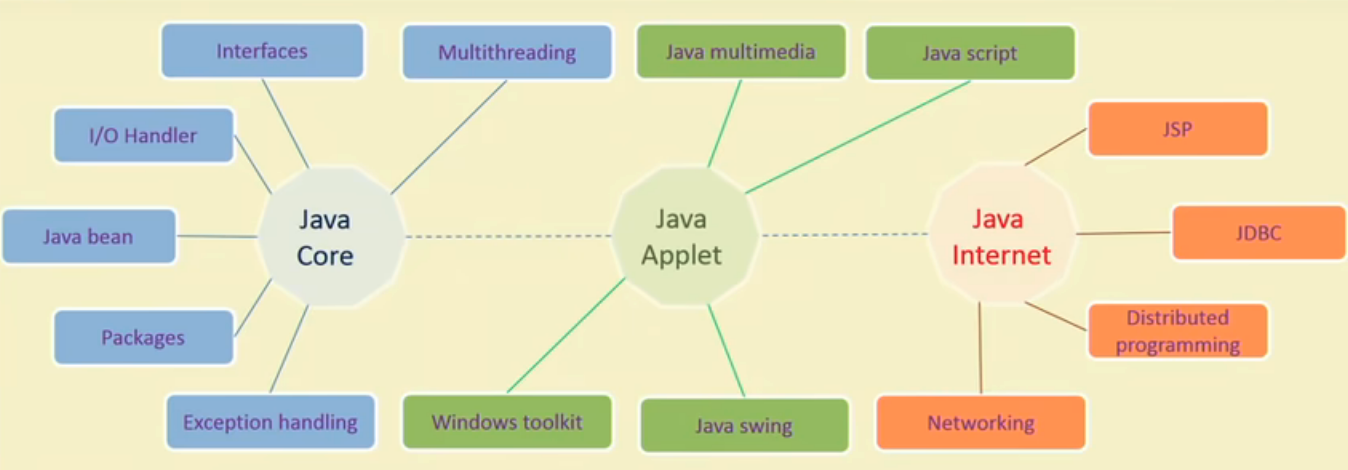 Interfaces
Multithreading
Java multimedia
Java script
I/O Handler
JSP
Java bean
Java
Core
Java
Applet
Java
Internet
JDBC
Packages
Distributed
programming
Exception handling
Windows toolkit
Java swing
Networking